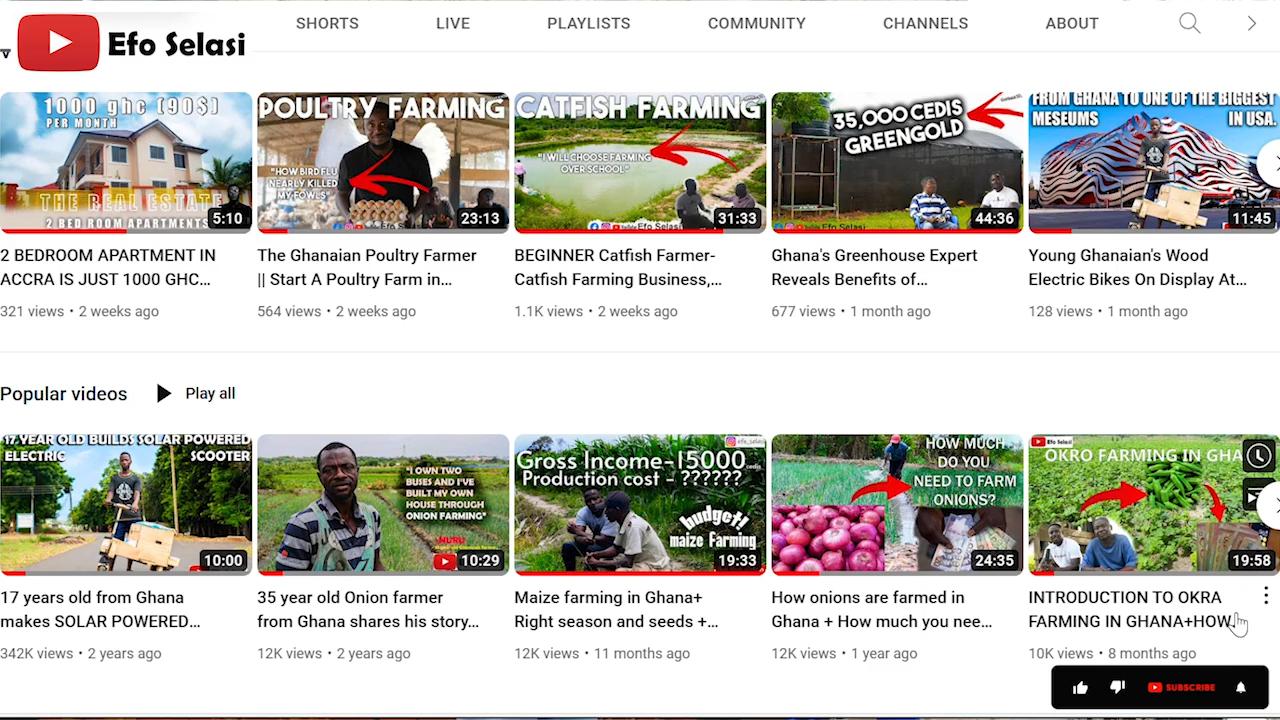 Efo Selasi
SHORTS LIVE PLAYLISTS COMMUNITY CHANNELS ABOUT
1000 ghc (90$)
PER MONTH
THE REAL ESTATE
2 BED ROOM APARTMENTS
5:10
POULTRY FARMING
"HOW BIRD FLU
NEARLY KILLED
MY FOWLS"
Efo Selasi
23:13
CATFISH FARMING
"I WILL CHOOSE FARMING
OVER SCHOOL"
Efo Selasi
31:33
35,000 CEDIS
GREENGOLD
Efo Selasi
44:36
FROM GHANA TO ONE OF THE BIGGEST
MESEUMS IN USA.
11:45
2 BEDROOM APARTMENT IN
ACCRA IS JUST 1000 GHC...
321 views • 2 weeks ago
The Ghanaian Poultry Farmer
|| Start A Poultry Farm in...
564 views • 2 weeks ago
BEGINNER Catfish Farmer-
Catfish Farming Business,...
1.1K views • 2 weeks ago
Ghana's Greenhouse Expert
Reveals Benefits of...
677 views • 1 month ago
Young Ghanaian's Wood
Electric Bikes On Display At...
128 views • 1 month ago
Popular videos Play all
17 YEAR OLD BUILDS SOLAR POWERED
ELECTRIC SCOOTER
10:00
"I OWN TWO
BUSES AND I'VE
BUILT MY OWN
HOUSE THROUGH
ONION FARMING"
NURU
10:29
efo_selasi
Gross Income-15000 cedis
Production cost - ??????
budget!
maize Farming
19:33
HOW MUCH
DO YOU
NEED TO FARM
ONIONS?
24:35
Efo Selasi
OKRO FARMING IN GHA
19:58
17 years old from Ghana
makes SOLAR POWERED...
342K views • 2 years ago
35 year old Onion farmer
from Ghana shares his story...
12K views • 2 years ago
Maize farming in Ghana+
Right season and seeds +...
12K views • 11 months ago
How onions are farmed in
Ghana + How much you nee...
12K views • 1 year ago
INTRODUCTION TO OKRA
FARMING IN GHANA+HOW
10K views • 8 months ago
SUBSCRIBE